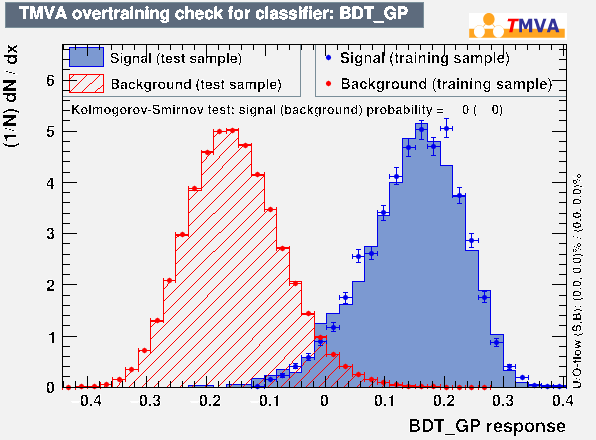 TMVA overtraining check for classifier: BDT_GP
TMVA
(1/N) dN / dx
Signal (test sample)
Background (test sample)
Signal (training sample)
Background (training sample)
Kolmogorov-Smirnov test: signal (background) probability = 0 ( 0)
6
5
4
3
2
1
0
−0.4 −0.3 −0.2 −0.1 0 0.1 0.2 0.3 0.4
BDT_GP response
U/O-flow (S,B): (0.0, 0.0)% / (0.0, 0.0)%